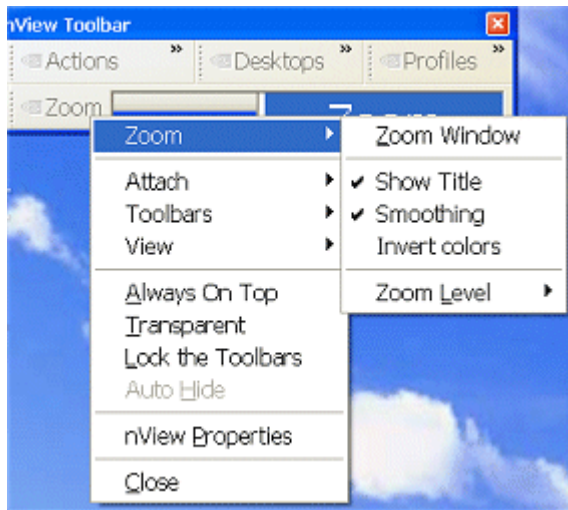 nView Toolbar
Actions » Desktops » Profiles »
Zoom Zoom
Zoom
Attach
Toolbars
View
Always On Top
Transparent
Lock the Toolbars
Auto Hide
nView Properties
Close
Zoom Window
Show Title
Smoothing
Invert colors
Zoom Level